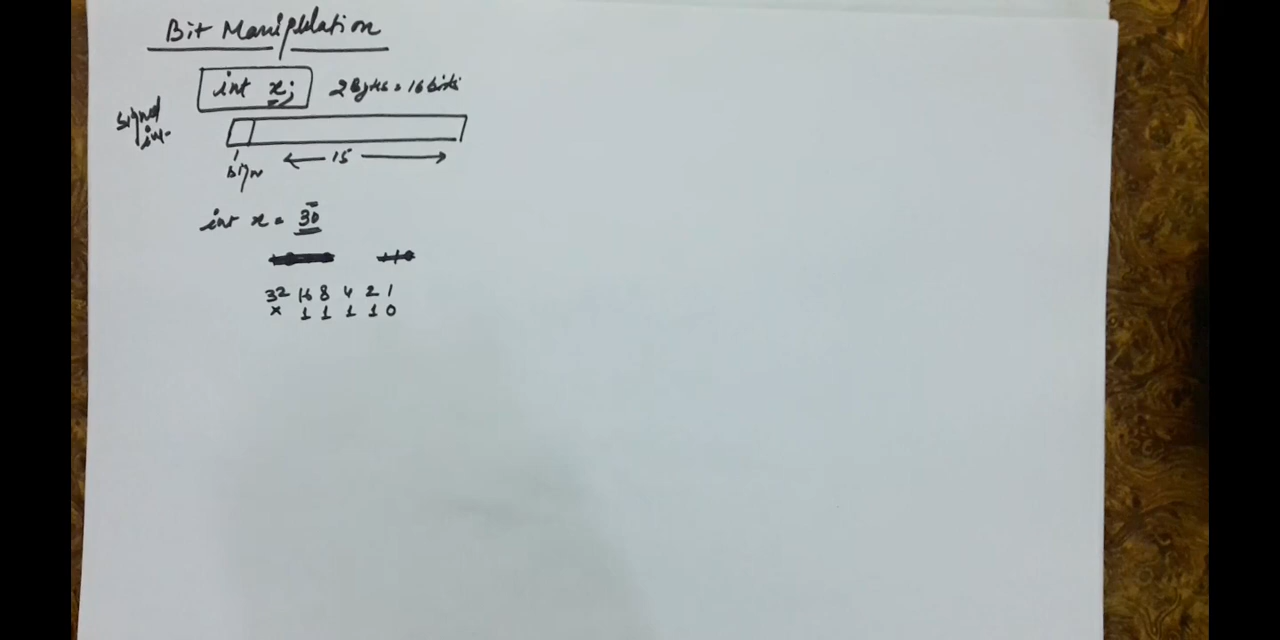 Bit Manipulation
int x; 2 Bytes = 16 bits
signed
int
sign 15
int x = 30
32 16 8 4 2 1
x 1 1 1 1 0